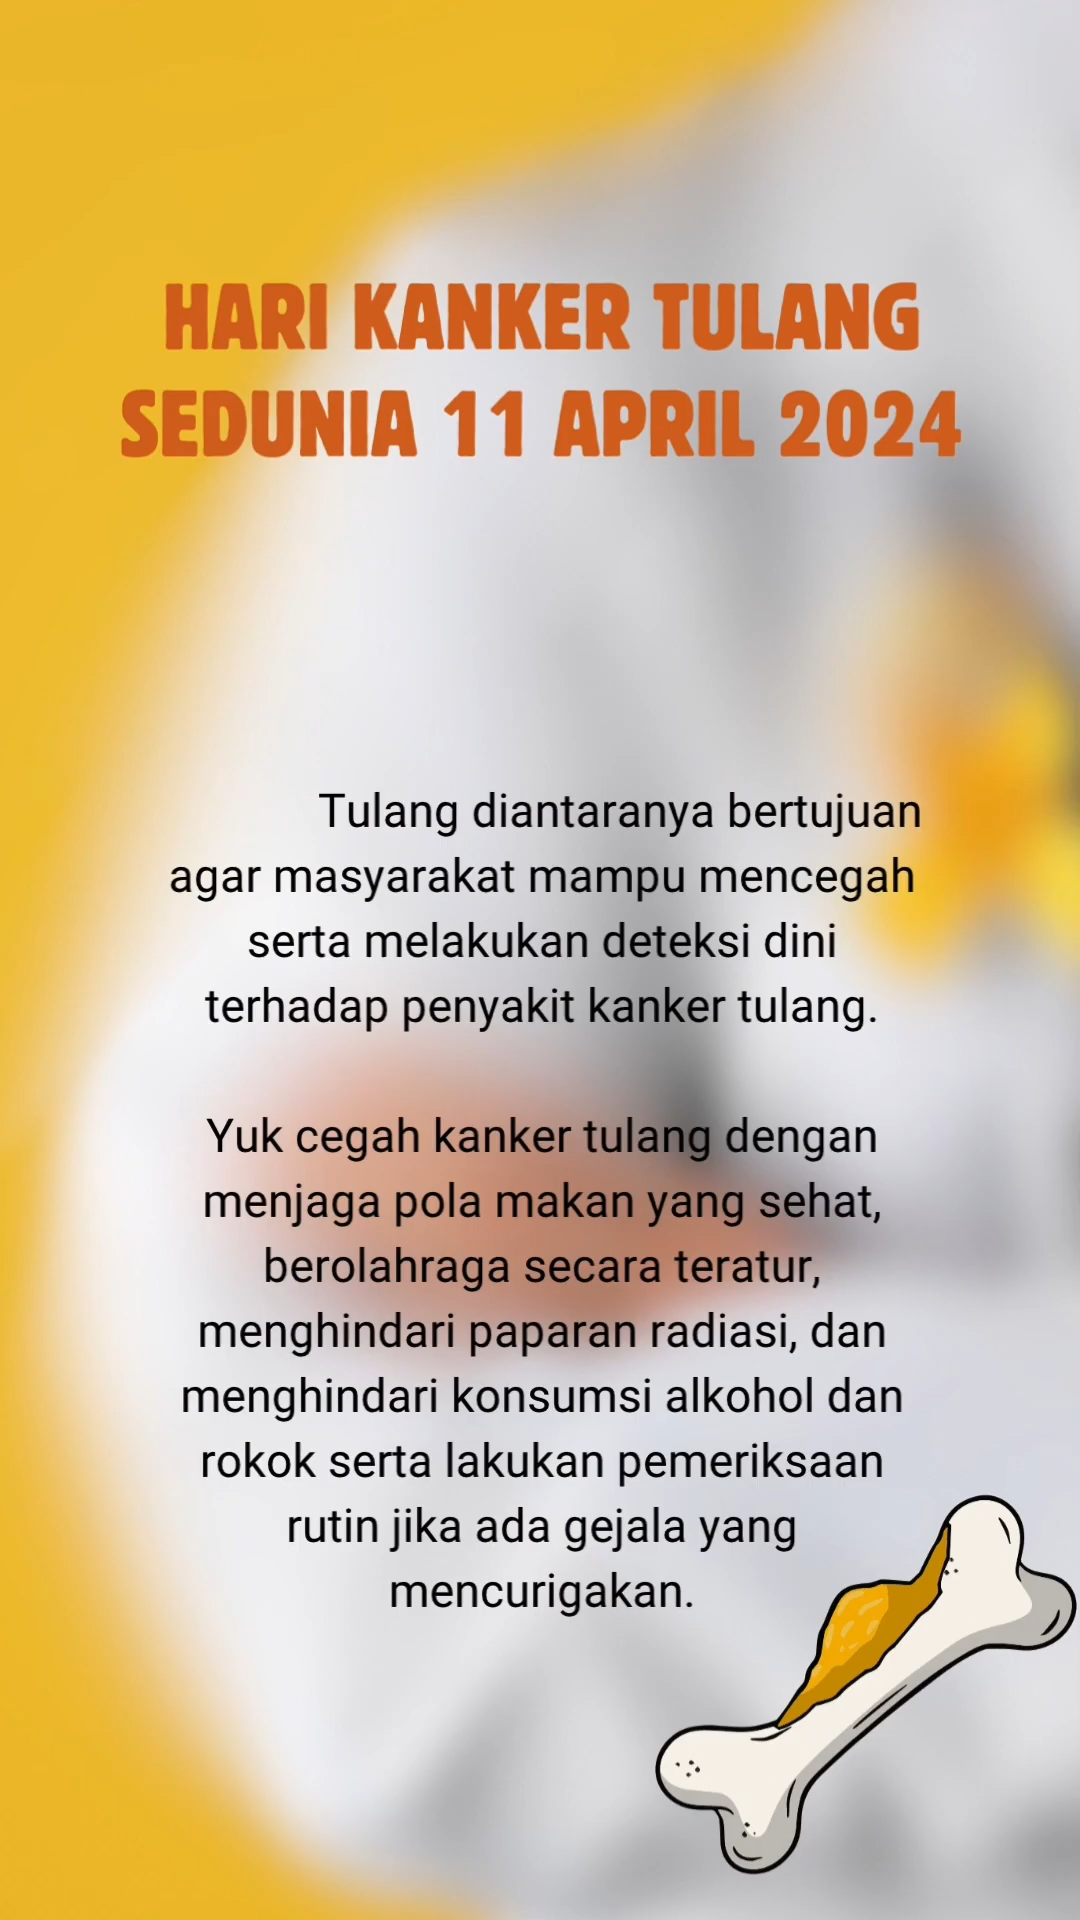 HARI KANKER TULANG
SEDUNIA 11 APRIL 2024
Tulang diantaranya bertujuan
agar masyarakat mampu mencegah
serta melakukan deteksi dini
terhadap penyakit kanker tulang.
Yuk cegah kanker tulang dengan
menjaga pola makan yang sehat,
berolahraga secara teratur,
menghindari paparan radiasi, dan
menghindari konsumsi alkohol dan
rokok serta lakukan pemeriksaan
rutin jika ada gejala yang
mencurigakan.